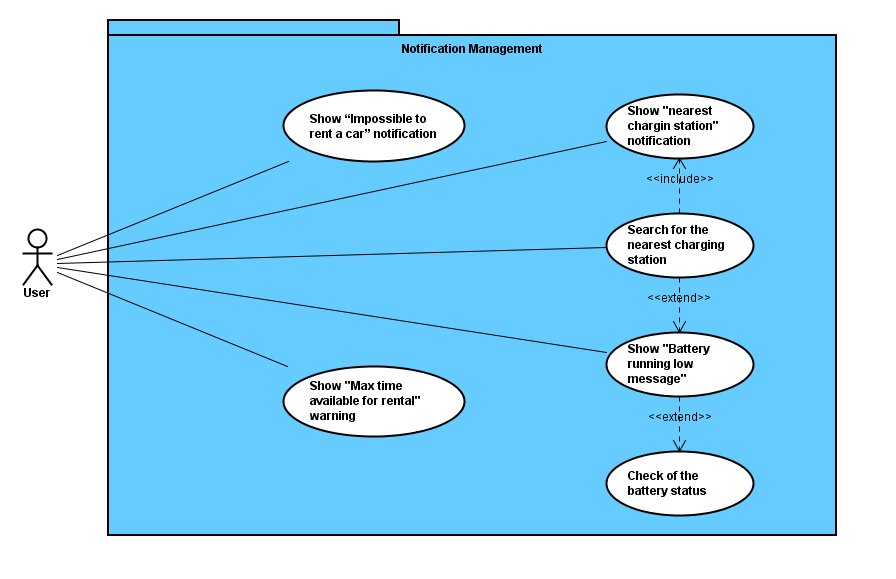 Notification Management
Show “Impossible to
rent a car” notification
Show "nearest
chargin station"
notification
<<include>>
Search for the
nearest charging
station
User
<<extend>>
Show "Battery
running low
message"
Show "Max time
available for rental"
warning
<<extend>>
Check of the
battery status